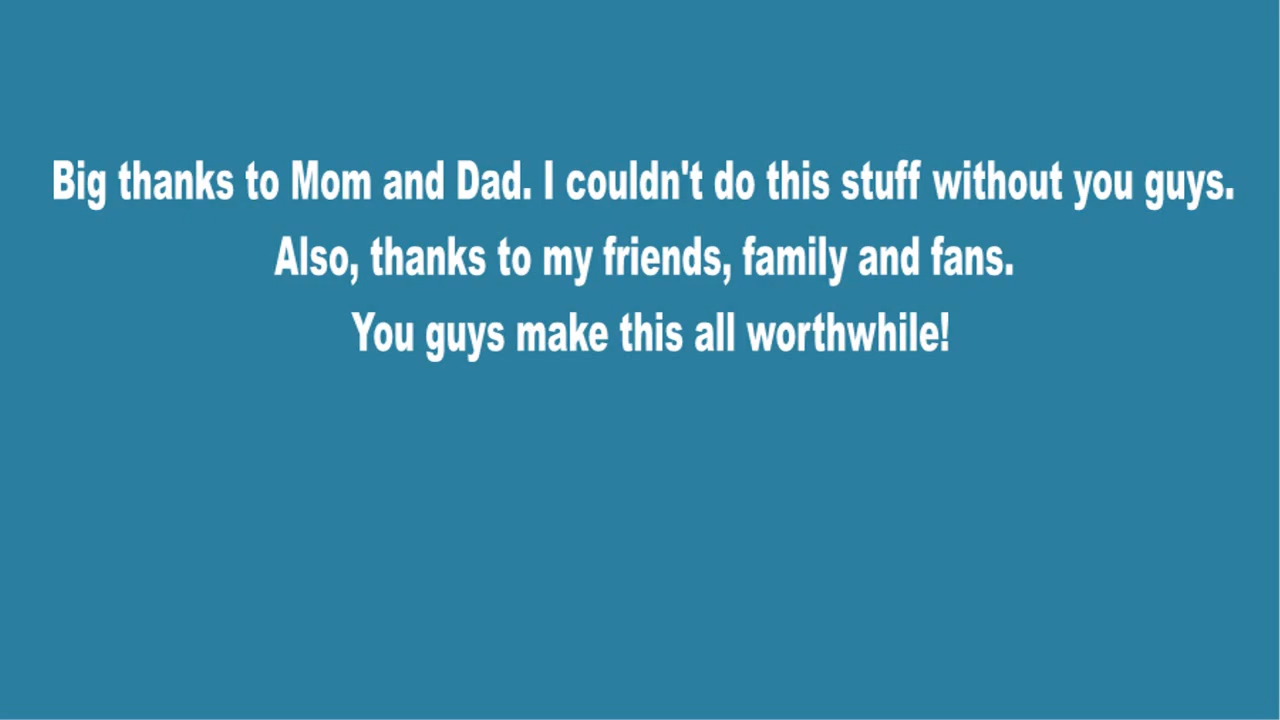 Big thanks to Mom and Dad. I couldn't do this stuff without you guys.
Also, thanks to my friends, family and fans.
You guys make this all worthwhile!